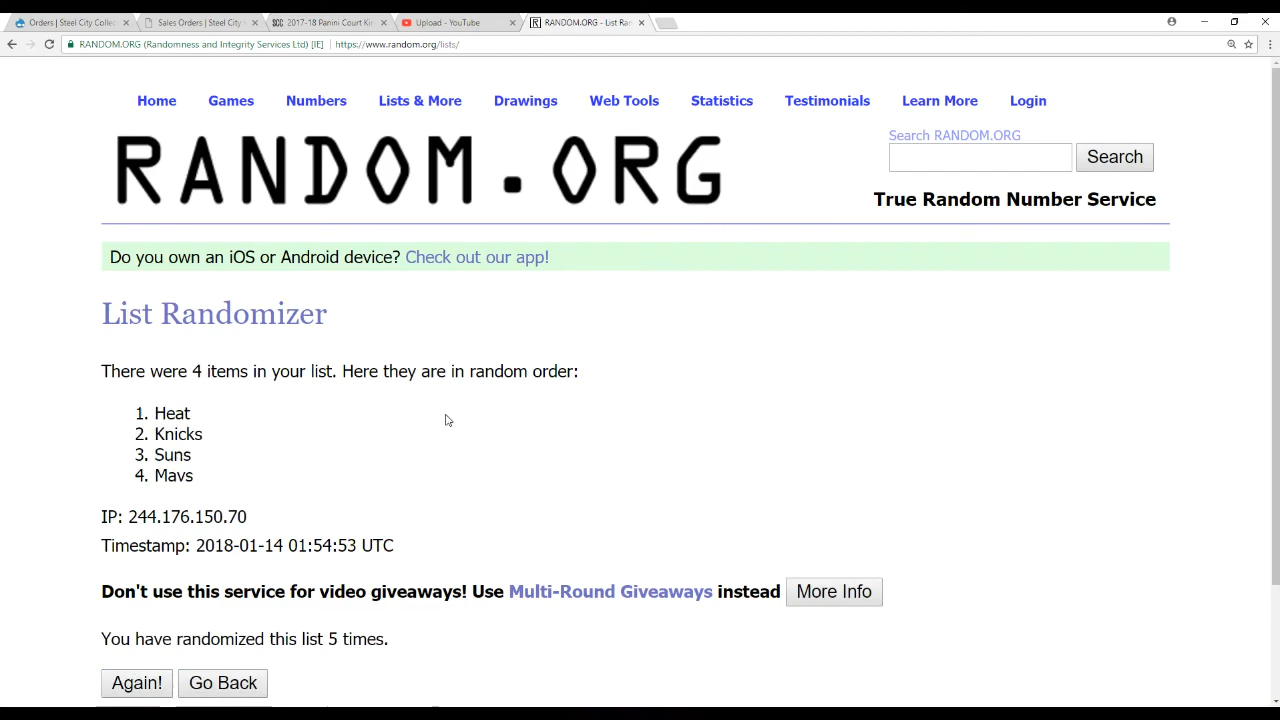 Orders | Steel City Collec
Sales Orders | Steel City
2017-18 Panini Court Kin
Upload - YouTube
RANDOM.ORG - List Ran
RANDOM.ORG (Randomness and Integrity Services Ltd) [IE]
https://www.random.org/lists/
Home Games Numbers Lists & More Drawings Web Tools Statistics Testimonials Learn More Login
RANDOM.ORG
Search RANDOM.ORG
Search
True Random Number Service
Do you own an iOS or Android device? Check out our app!
List Randomizer
There were 4 items in your list. Here they are in random order:
1. Heat
2. Knicks
3. Suns
4. Mavs
IP: 244.176.150.70
Timestamp: 2018-01-14 01:54:53 UTC
Don't use this service for video giveaways! Use Multi-Round Giveaways instead More Info
You have randomized this list 5 times.
Again! Go Back